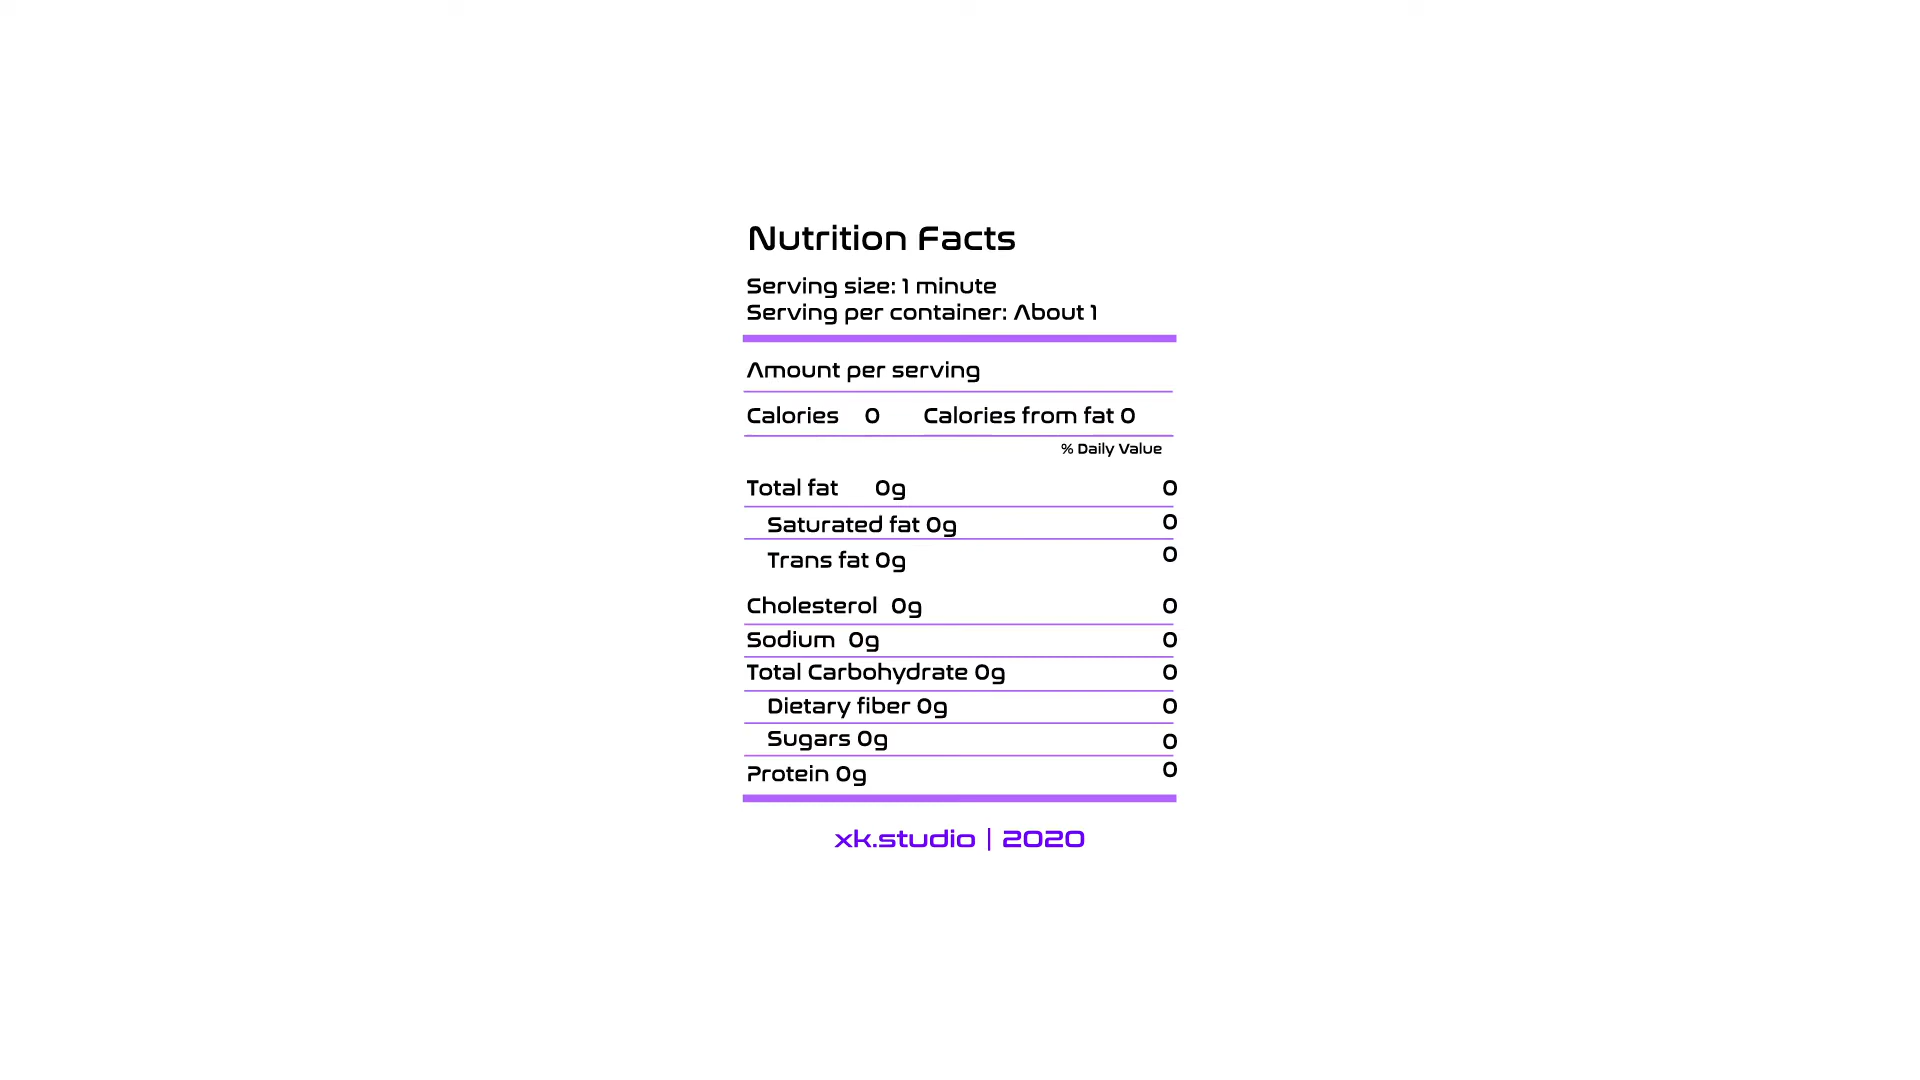 Nutrition Facts
Serving size: 1 minute
Serving per container: About 1
Amount per serving
Calories 0 Calories from fat 0
% Daily Value
Total fat 0g 0
Saturated fat 0g 0
Trans fat 0g 0
Cholesterol 0g 0
Sodium 0g 0
Total Carbohydrate 0g 0
Dietary fiber 0g 0
Sugars 0g 0
Protein 0g 0
xk.studio | 2020